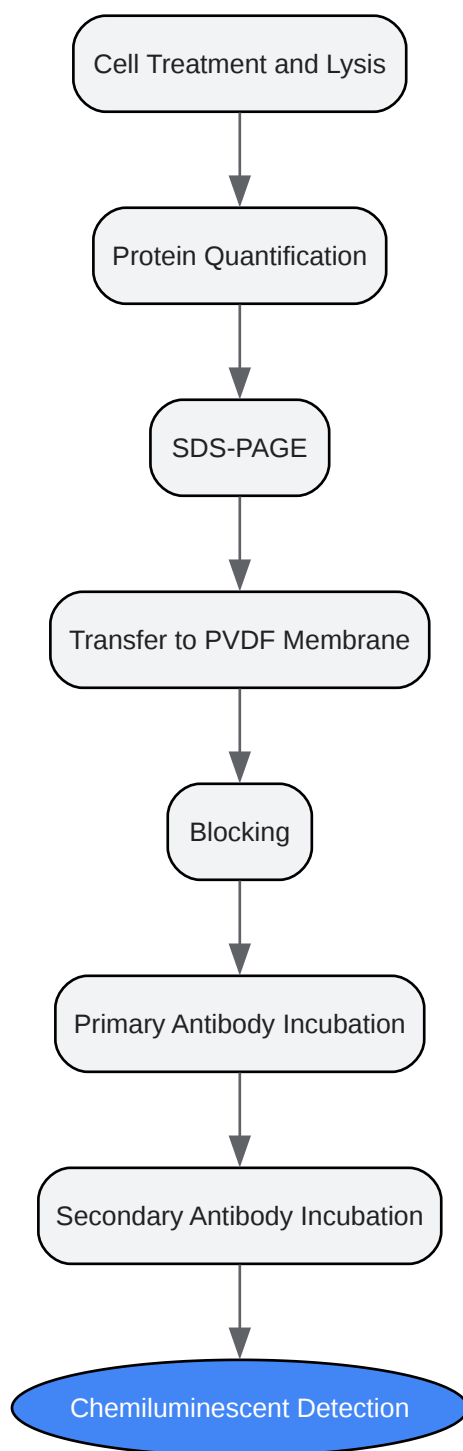 Cell Treatment and Lysis
Protein Quantification
SDS-PAGE
Transfer to PVDF Membrane
Blocking
Primary Antibody Incubation
Secondary Antibody Incubation
Chemiluminescent Detection